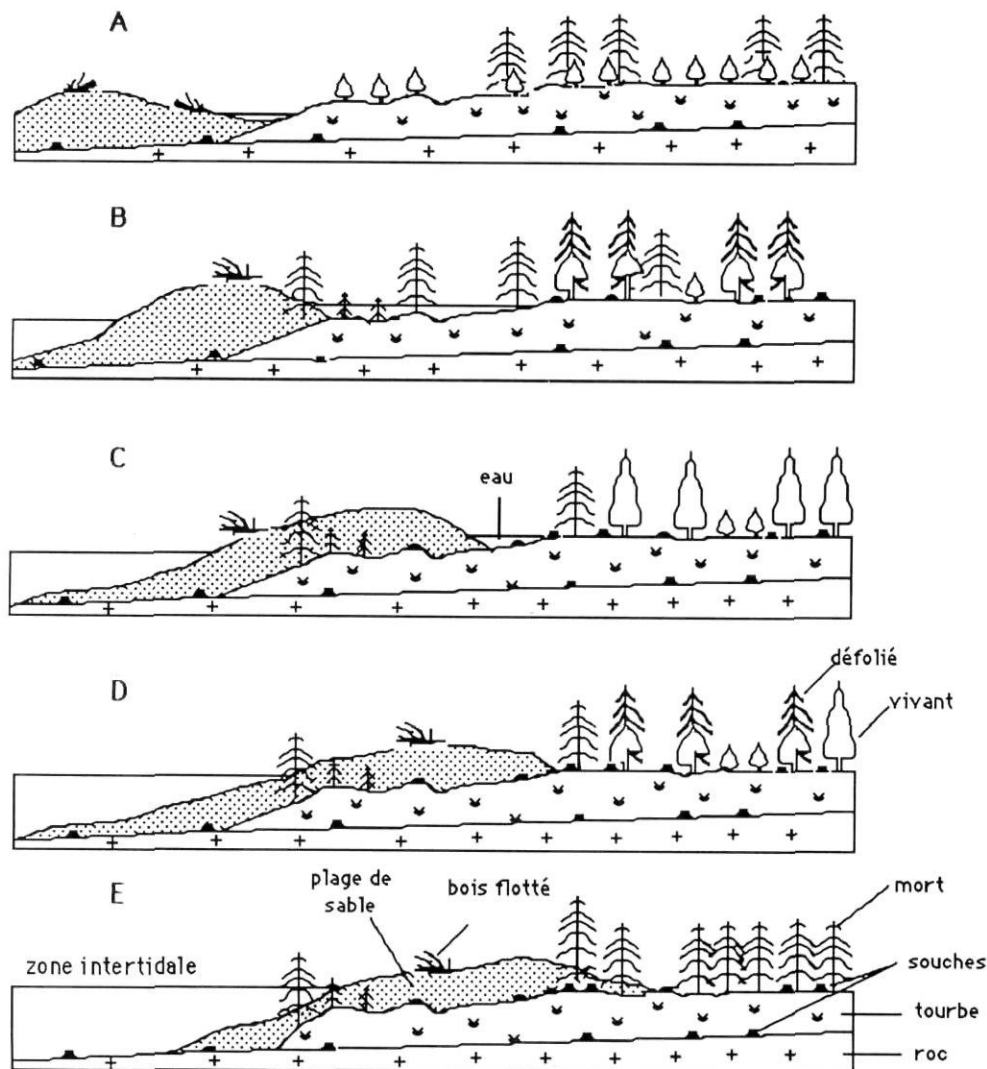 A
B
C
eau
D
défolié
vivant
E
plage de
sable
bois flotté
mort
zone intertidale
souches
tourbe
roc